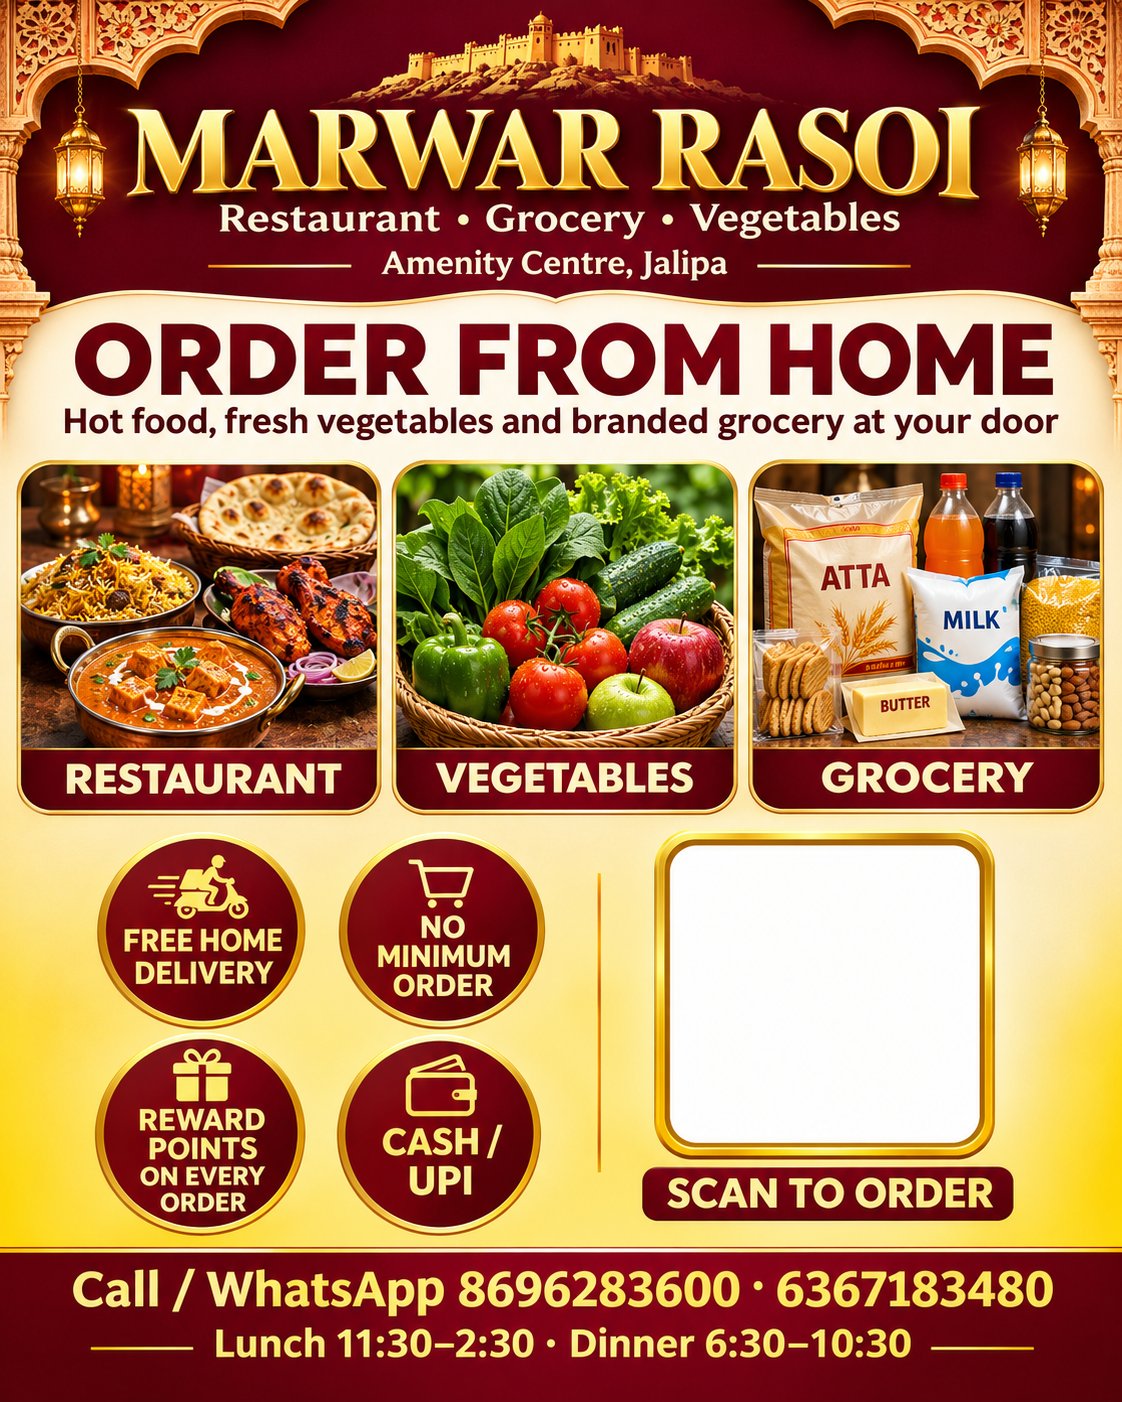 MARWAR RASOI
Restaurant • Grocery • Vegetables
Amenity Centre, Jalipa
ORDER FROM HOME
Hot food, fresh vegetables and branded grocery at your door
ATTA
MILK
BUTTER
RESTAURANT
VEGETABLES
GROCERY
FREE HOME
DELIVERY
NO
MINIMUM
ORDER
REWARD
POINTS
ON EVERY
ORDER
CASH /
UPI
SCAN TO ORDER
Call / WhatsApp 8696283600 · 6367183480
Lunch 11:30–2:30 · Dinner 6:30–10:30